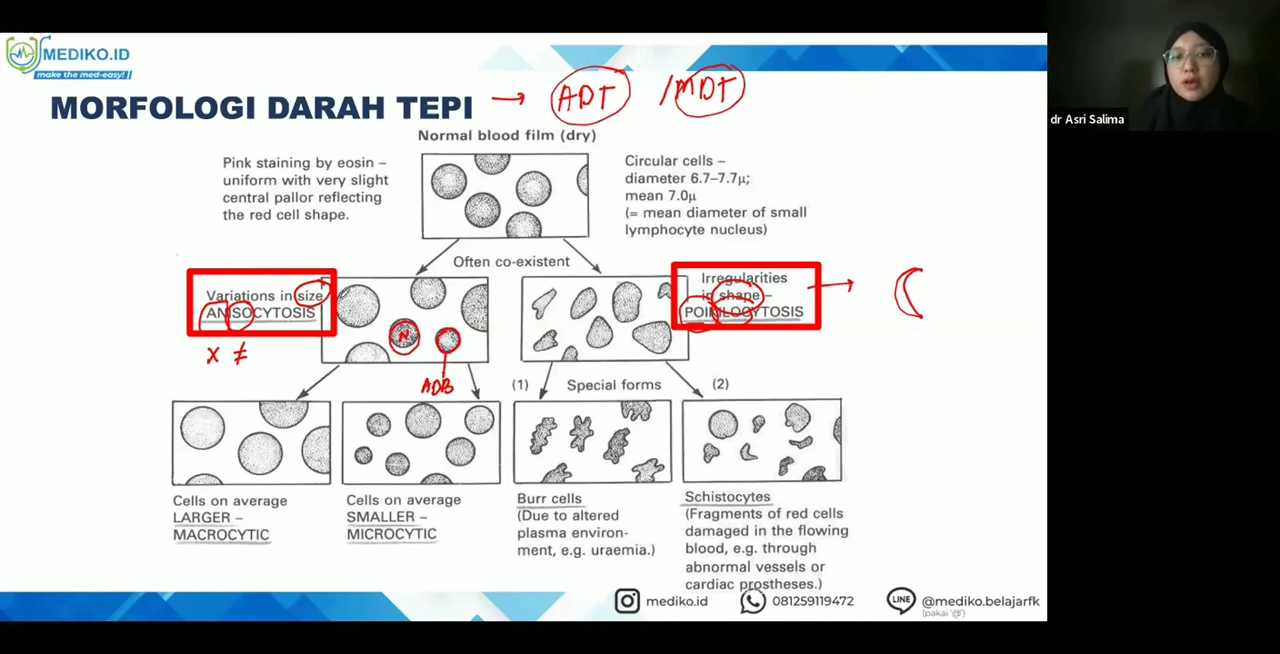 MEDIKO.ID
make the med-easy!
MORFOLOGI DARAH TEPI → ADT /MDT
Normal blood film (dry)
Pink staining by eosin –
uniform with very slight
central pallor reflecting
the red cell shape.
Circular cells –
diameter 6.7–7.7μ;
mean 7.0μ
(= mean diameter of small
lymphocyte nucleus)
Often co-existent
Variations in size
ANISOCYTOSIS
X ≠
N
ADB
Irregularities
in shape –
POIKILOCYTOSIS
(1) Special forms (2)
Cells on average
LARGER –
MACROCYTIC
Cells on average
SMALLER –
MICROCYTIC
Burr cells
(Due to altered
plasma environ-
ment, e.g. uraemia.)
Schistocytes
(Fragments of red cells
damaged in the flowing
blood, e.g. through
abnormal vessels or
cardiac prostheses.)
mediko.id
081259119472
LINE
@mediko.belajarfk
(pakai '@')
dr Asri Salima